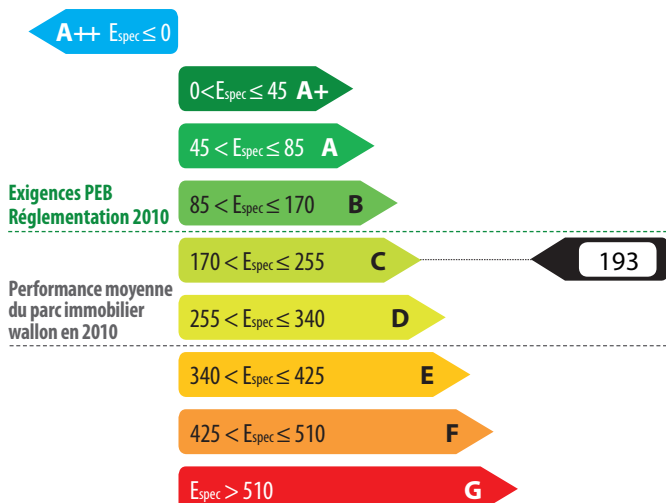 A++ Espec ≤ 0
0<Espec ≤ 45 A+
45 < Espec ≤ 85 A
Exigences PEB
Réglementation 2010
85 < Espec ≤ 170 B
170 < Espec ≤ 255 C
193
Performance moyenne
du parc immobilier
wallon en 2010
255 < Espec ≤ 340 D
340 < Espec ≤ 425 E
425 < Espec ≤ 510 F
Espec > 510 G